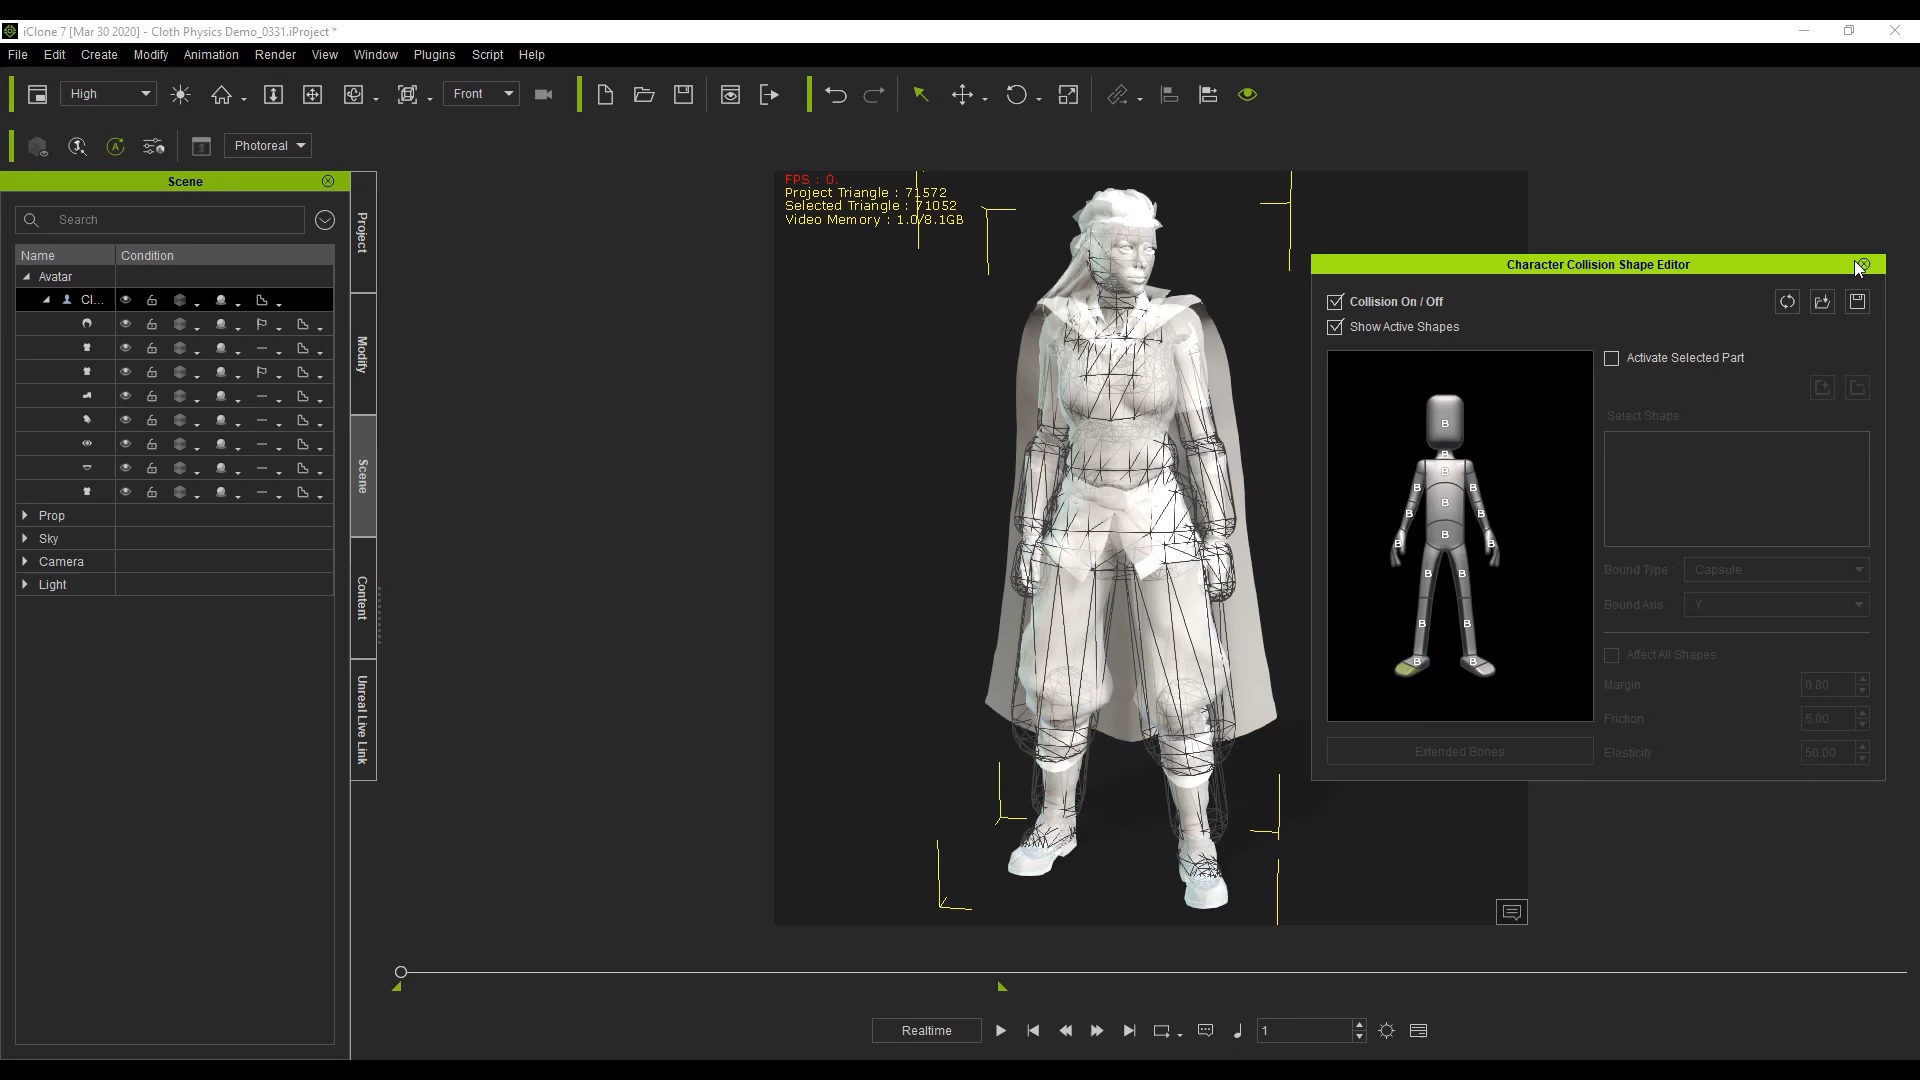 iClone 7 [Mar 30 2020] - Cloth Physics Demo_0331.iProject *
File Edit Create Modify Animation Render View Window Plugins Script Help
High
Front
Photoreal
Scene
Search
Name Condition
Avatar
Cl...
Prop
Sky
Camera
Light
Project
Modify
Scene
Content
Unreal Live Link
FPS : 0.
Project Triangle : 71572
Selected Triangle : 71052
Video Memory : 1.0/8.1GB
Character Collision Shape Editor
Collision On / Off
Show Active Shapes
Activate Selected Part
Select Shape :
Bound Type : Capsule
Bound Axis : Y
Affect All Shapes
Margin : 0.80
Friction : 5.00
Elasticity : 50.00
Extended Bones
B
B
B
B B
B
B B
B
B B
B B
B B
B B
Realtime
1